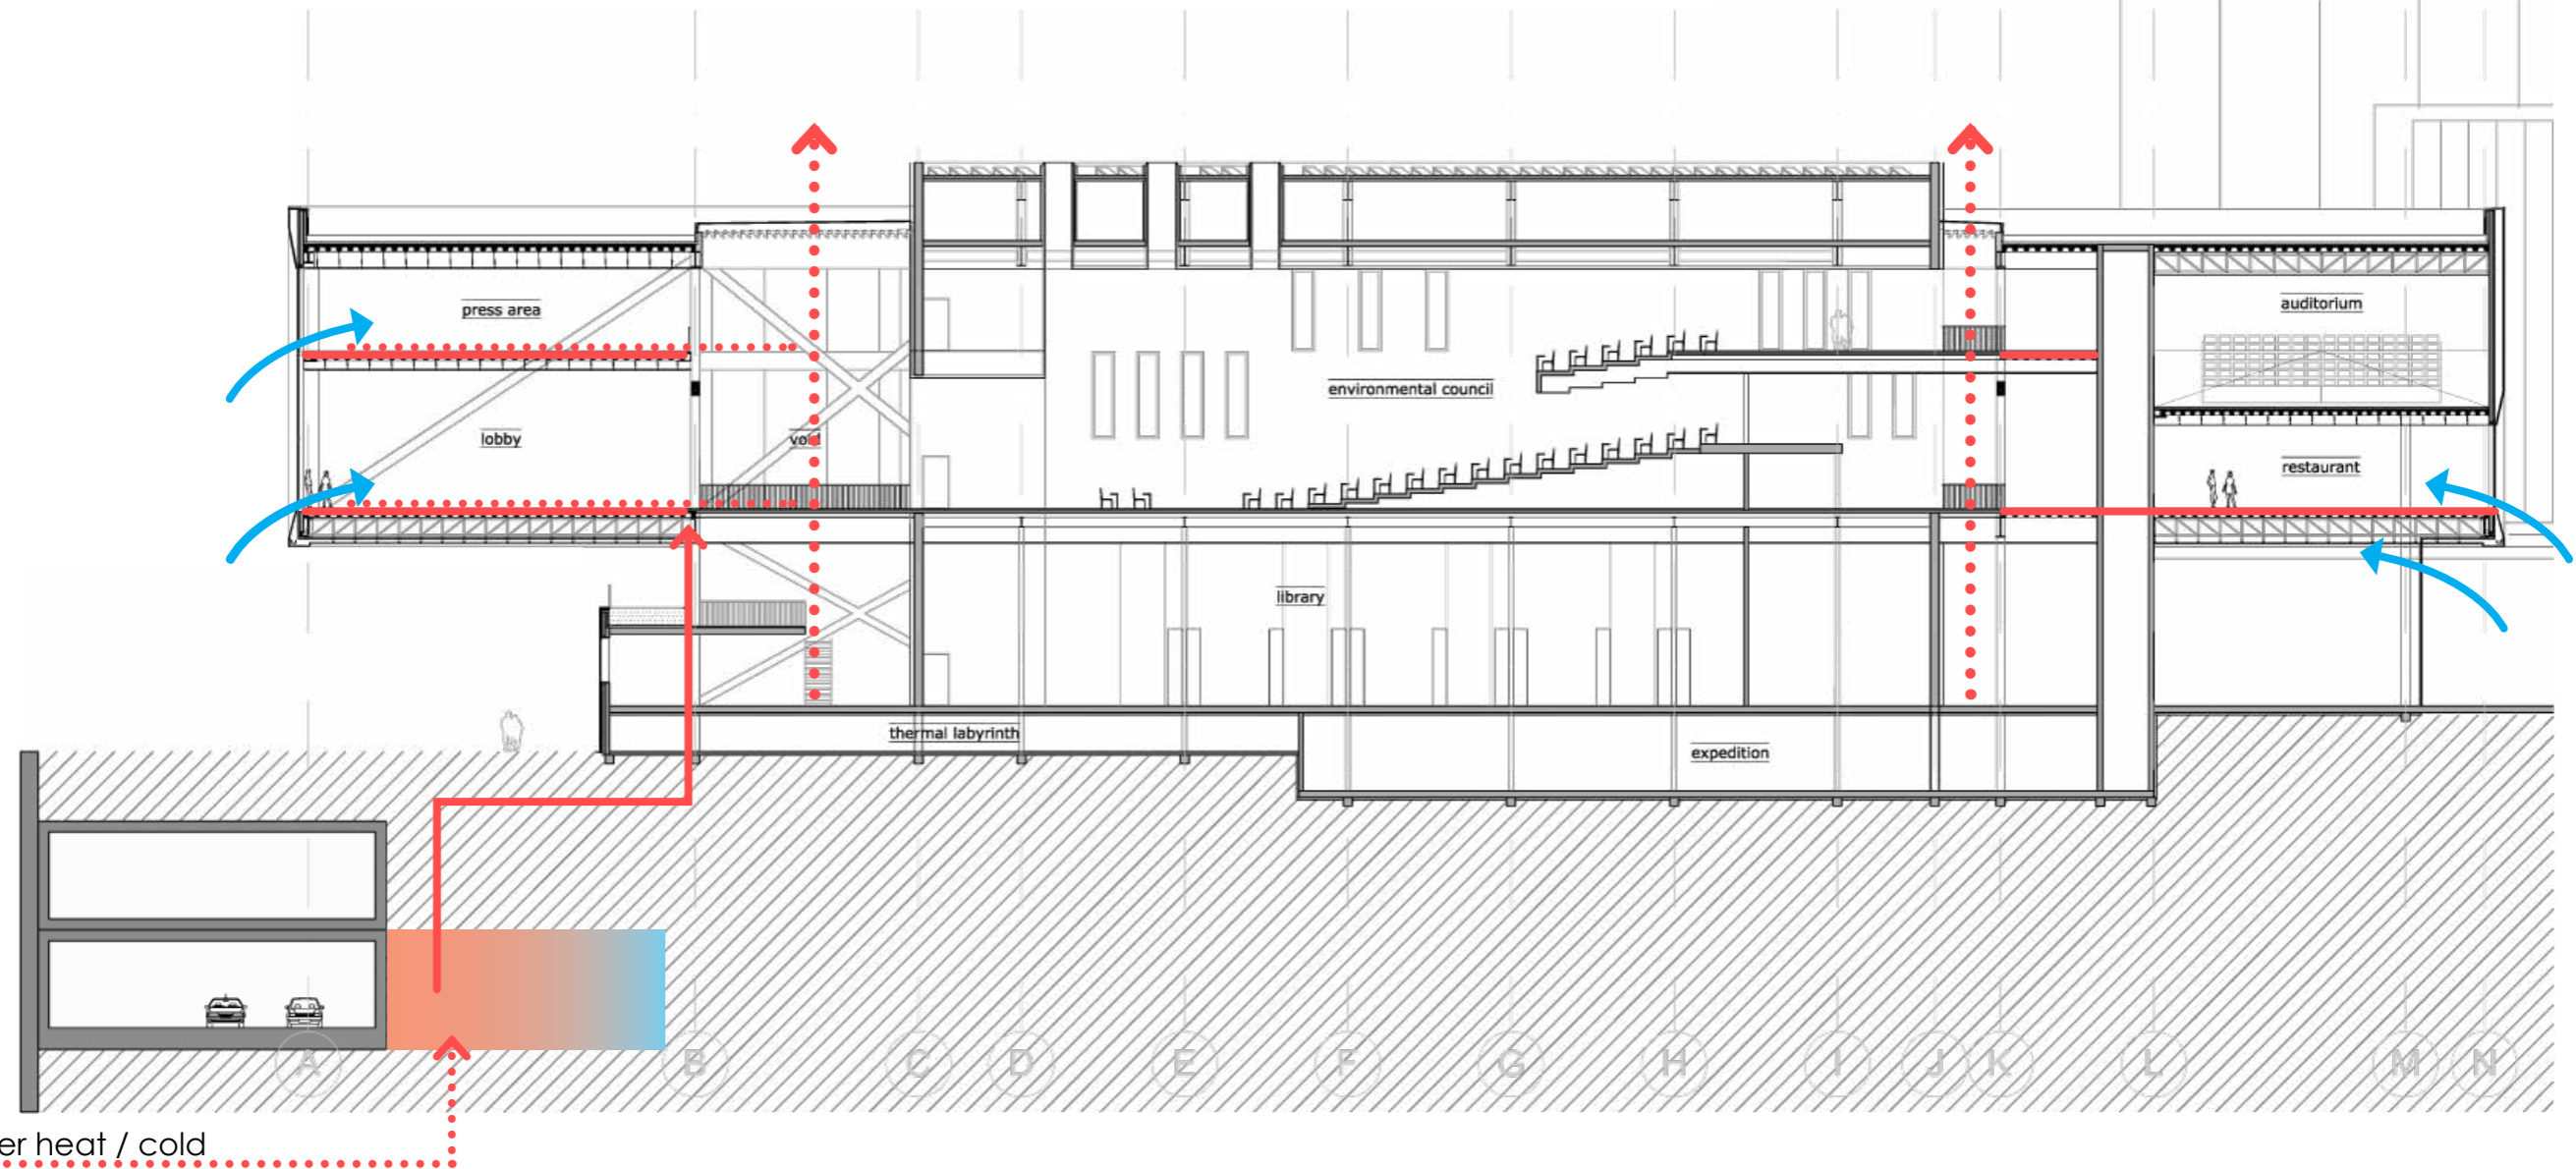 press area
auditorium
environmental council
lobby
void
restaurant
library
thermal labyrinth
expedition
A
B
C
D
E
F
G
H
I
J
K
L
M
N
er heat / cold